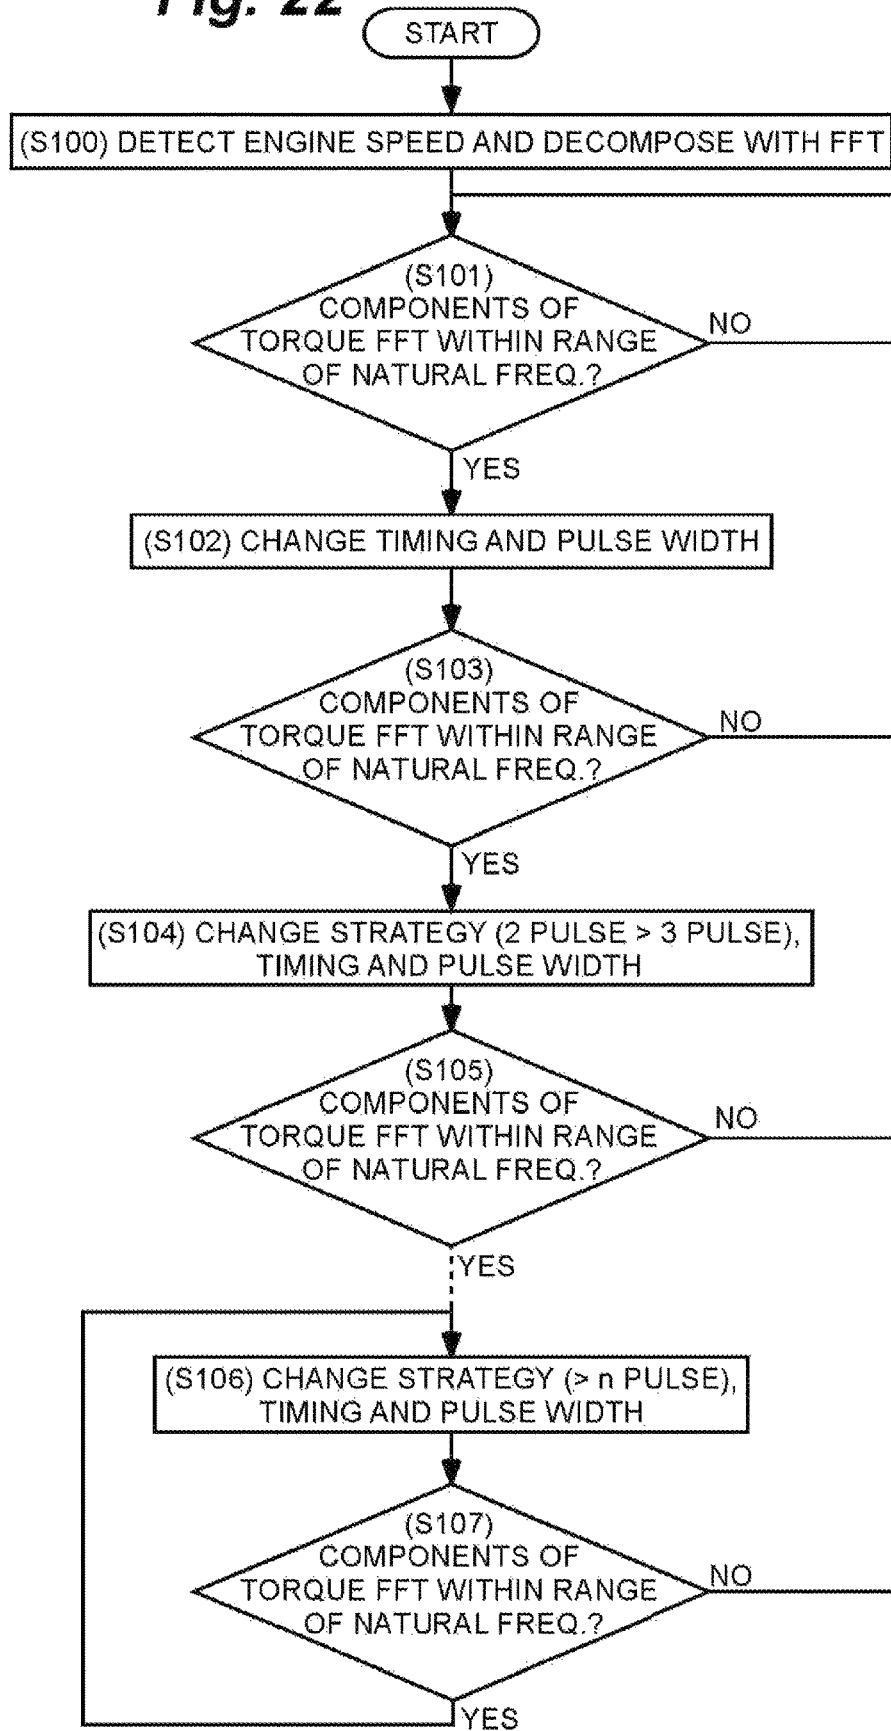 Fig. 22
START
(S100) DETECT ENGINE SPEED AND DECOMPOSE WITH FFT
(S101)
COMPONENTS OF
TORQUE FFT WITHIN RANGE
OF NATURAL FREQ.?
NO
YES
(S102) CHANGE TIMING AND PULSE WIDTH
(S103)
COMPONENTS OF
TORQUE FFT WITHIN RANGE
OF NATURAL FREQ.?
NO
YES
(S104) CHANGE STRATEGY (2 PULSE > 3 PULSE),
TIMING AND PULSE WIDTH
(S105)
COMPONENTS OF
TORQUE FFT WITHIN RANGE
OF NATURAL FREQ.?
NO
YES
(S106) CHANGE STRATEGY (> n PULSE),
TIMING AND PULSE WIDTH
(S107)
COMPONENTS OF
TORQUE FFT WITHIN RANGE
OF NATURAL FREQ.?
NO
YES